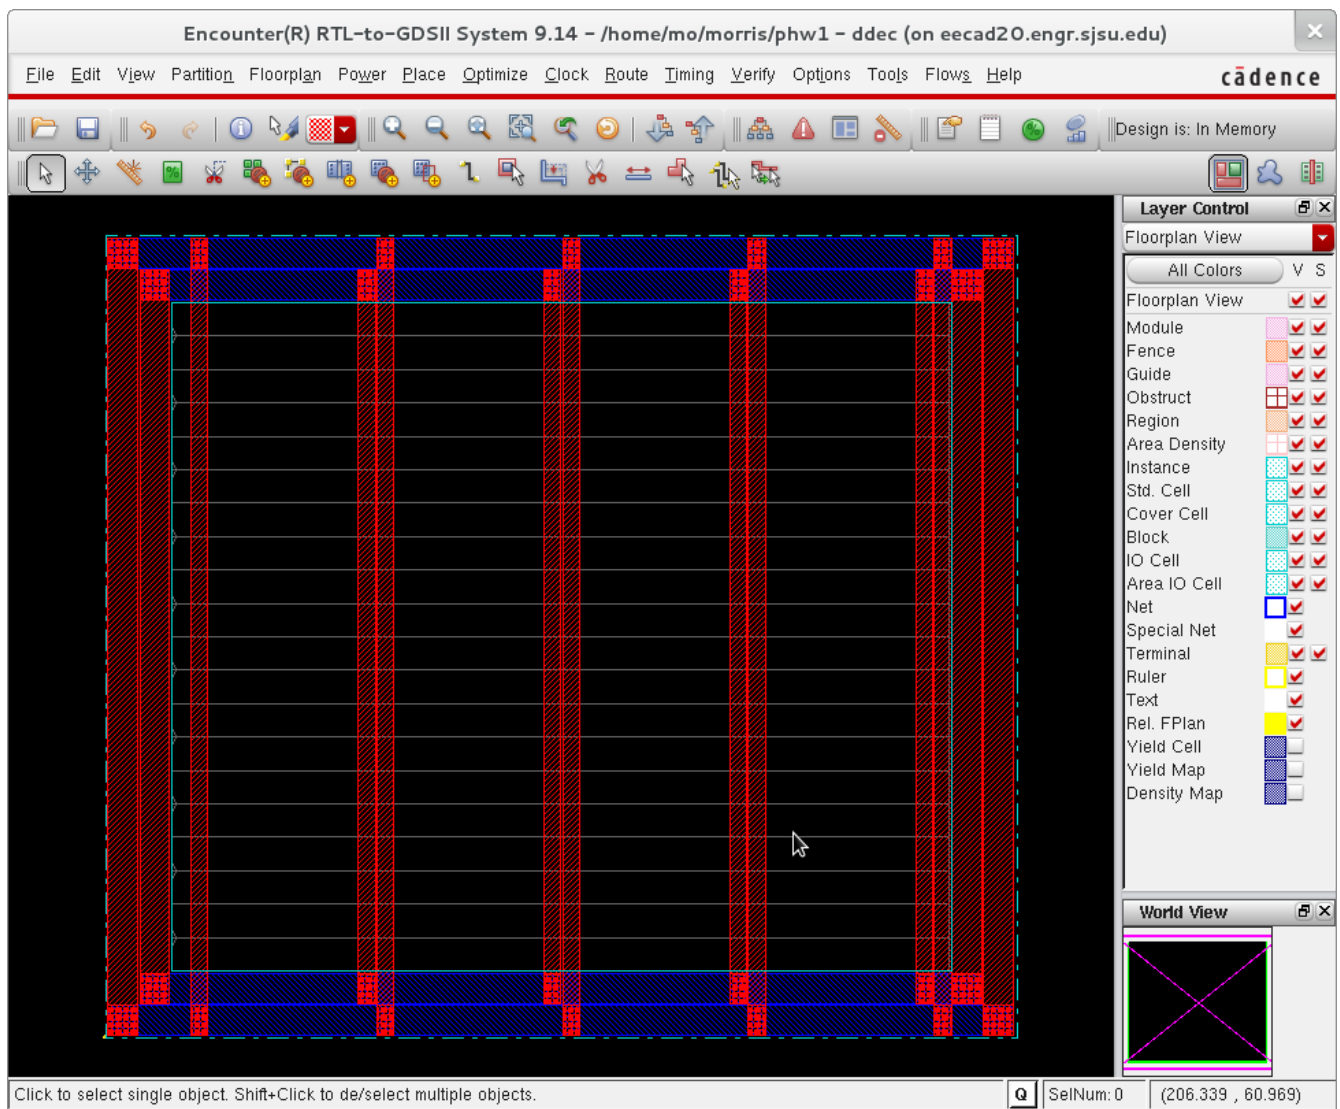 Encounter(R) RTL-to-GDSII System 9.14 - /home/mo/morris/phw1 - ddec (on eecad20.engr.sjsu.edu)
File Edit View Partition Floorplan Power Place Optimize Clock Route Timing Verify Options Tools Flows Help cādence
Design is: In Memory
Layer Control
Floorplan View
All Colors V S
Floorplan View
Module
Fence
Guide
Obstruct
Region
Area Density
Instance
Std. Cell
Cover Cell
Block
IO Cell
Area IO Cell
Net
Special Net
Terminal
Ruler
Text
Rel. FPlan
Yield Cell
Yield Map
Density Map
World View
Click to select single object. Shift+Click to de/select multiple objects. Q SelNum: 0 (206.339 , 60.969)